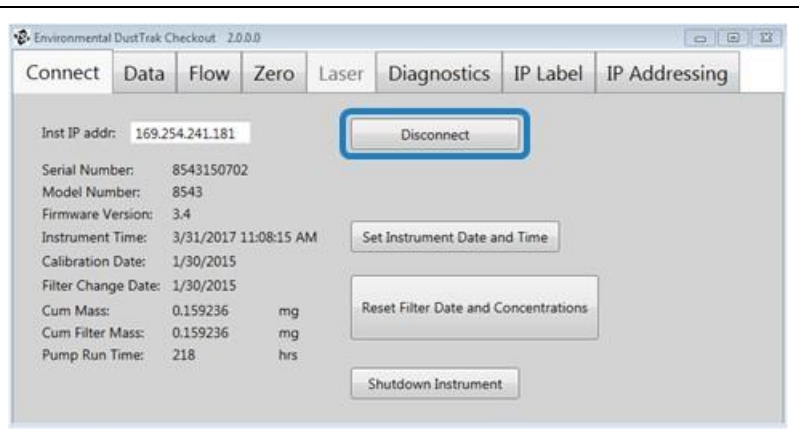 Environmental DustTrak Checkout 2.0.0.0
Connect Data Flow Zero Laser Diagnostics IP Label IP Addressing
Inst IP addr: 169.254.241.181 Disconnect
Serial Number: 8543150702
Model Number: 8543
Firmware Version: 3.4
Instrument Time: 3/31/2017 11:08:15 AM Set Instrument Date and Time
Calibration Date: 1/30/2015
Filter Change Date: 1/30/2015
Cum Mass: 0.159236 mg Reset Filter Date and Concentrations
Cum Filter Mass: 0.159236 mg
Pump Run Time: 218 hrs
Shutdown Instrument